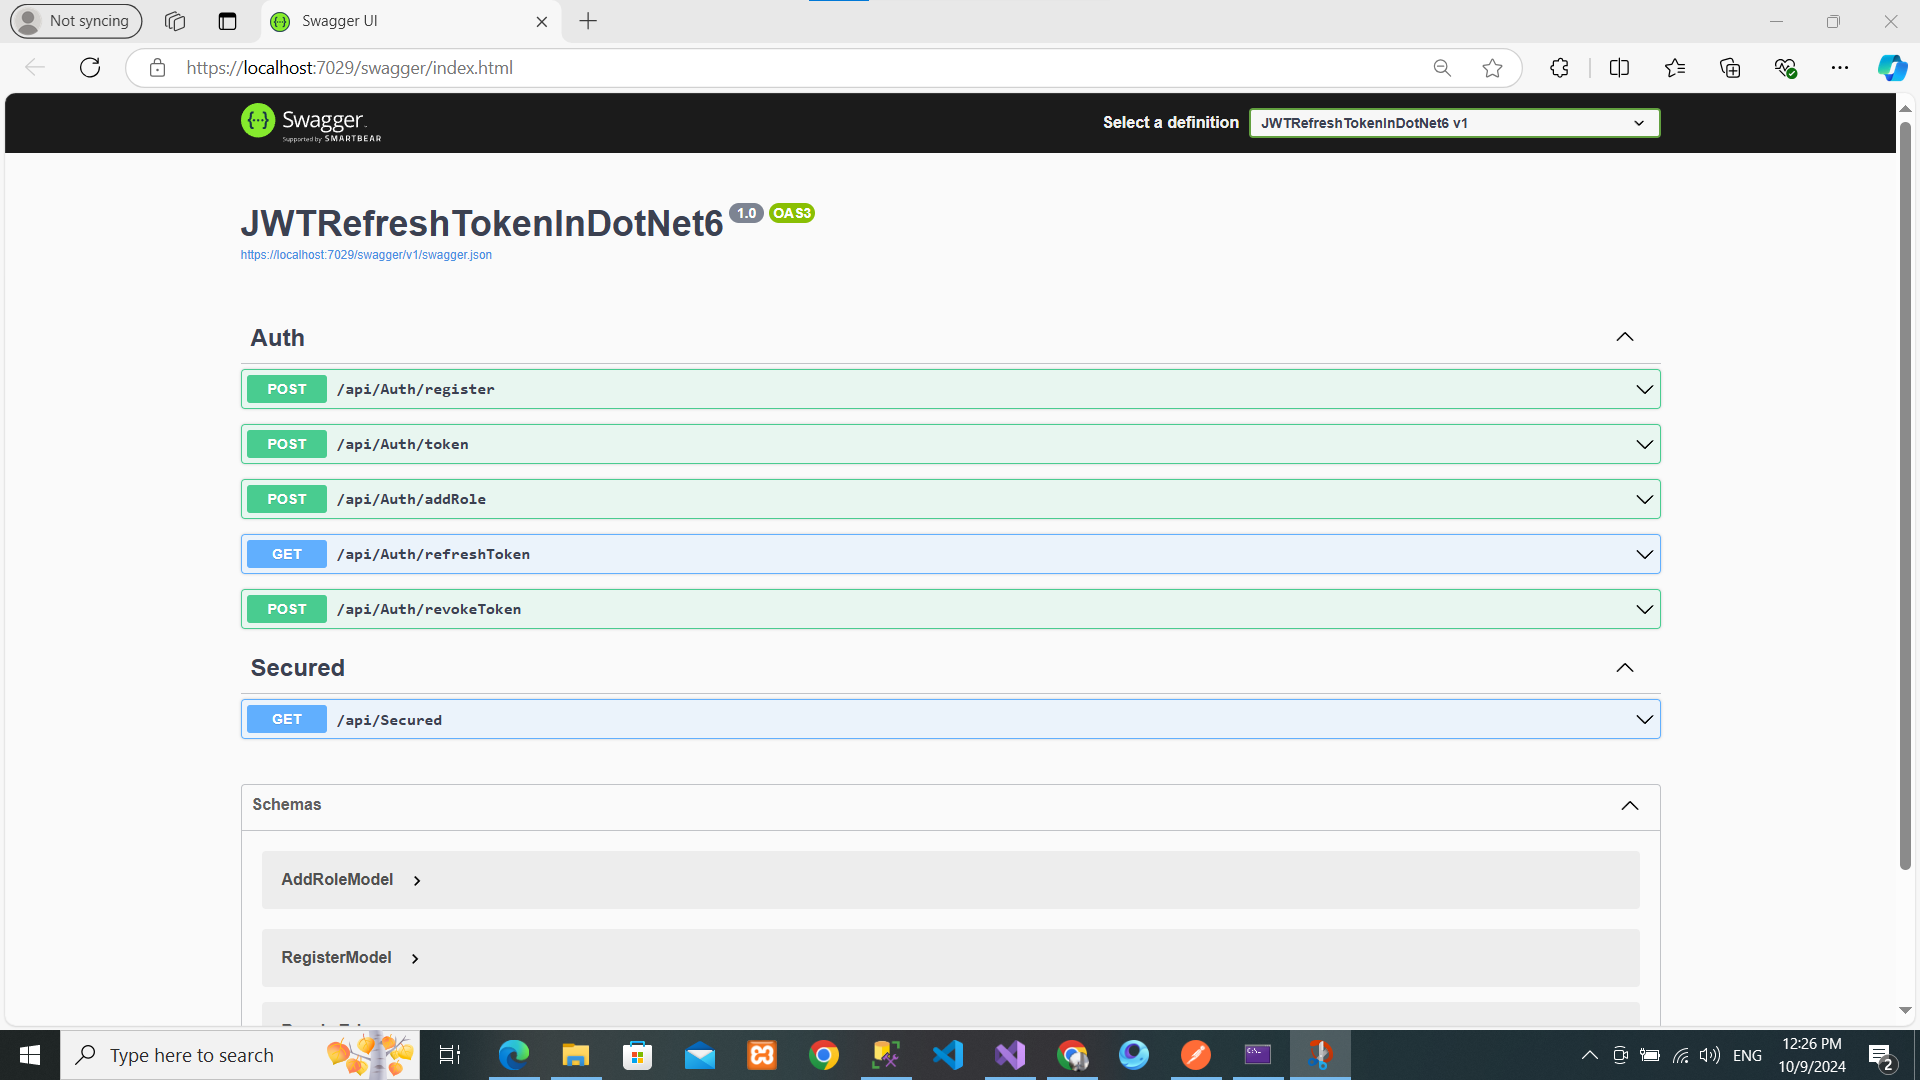 Not syncing
Swagger UI
https://localhost:7029/swagger/index.html
Swagger
Supported by SMARTBEAR
Select a definition
JWTRefreshTokenInDotNet6 v1
JWTRefreshTokenInDotNet6 1.0 OAS3
https://localhost:7029/swagger/v1/swagger.json
Auth
POST /api/Auth/register
POST /api/Auth/token
POST /api/Auth/addRole
GET /api/Auth/refreshToken
POST /api/Auth/revokeToken
Secured
GET /api/Secured
Schemas
AddRoleModel
RegisterModel
Type here to search
ENG
12:26 PM
10/9/2024
2